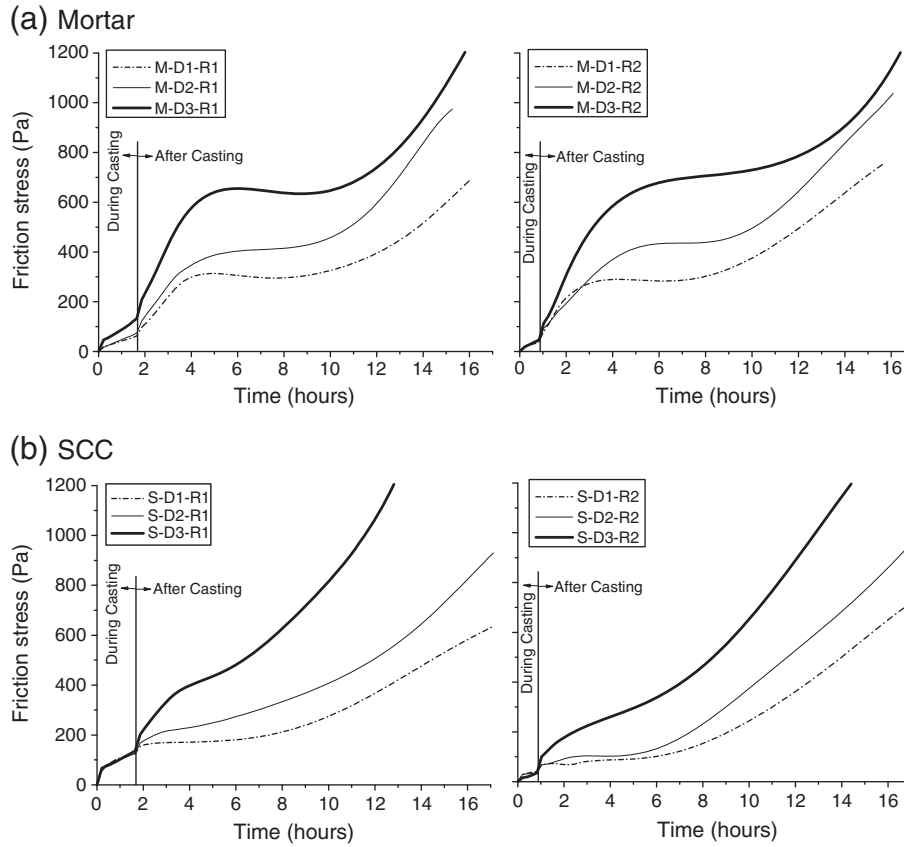 (a) Mortar
1200
1000
800
600
400
200
0
Friction stress (Pa)
M-D1-R1
M-D2-R1
M-D3-R1
During Casting
After Casting
0 2 4 6 8 10 12 14 16
Time (hours)
M-D1-R2
M-D2-R2
M-D3-R2
During Casting
After Casting
0 2 4 6 8 10 12 14 16
Time (hours)
(b) SCC
1200
1000
800
600
400
200
0
Friction stress (Pa)
S-D1-R1
S-D2-R1
S-D3-R1
During Casting
After Casting
0 2 4 6 8 10 12 14 16
Time (hours)
S-D1-R2
S-D2-R2
S-D3-R2
During Casting
After Casting
0 2 4 6 8 10 12 14 16
Time (hours)